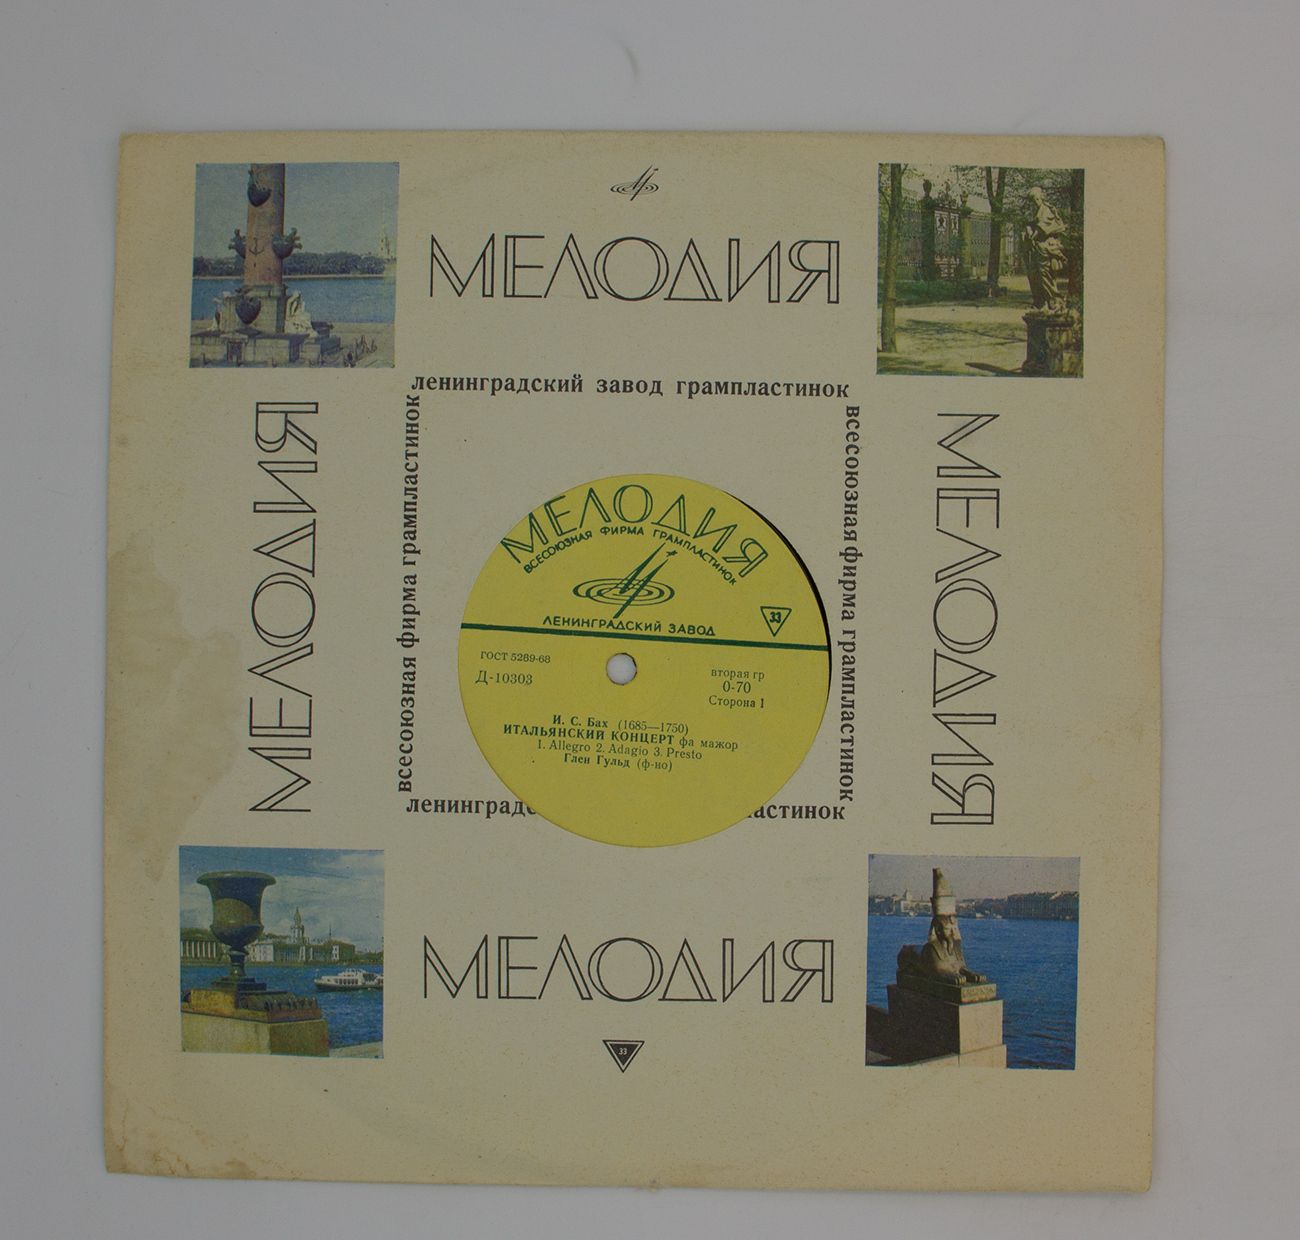 МЕЛОДИЯ
ленинградский завод грампластинок
всесоюзная фирма грампластинок
МЕЛОДИЯ
всесоюзная фирма грампластинок
МЕЛОДИЯ
МЕЛОДИЯ
ВСЕСОЮЗНАЯ ФИРМА ГРАМПЛАСТИНОК
33
ЛЕНИНГРАДСКИЙ ЗАВОД
ГОСТ 5289-68
Д-10303
вторая гр
0-70
Сторона I
И. С. Бах (1685—1750)
ИТАЛЬЯНСКИЙ КОНЦЕРТ фа мажор
1. Allegro 2. Adagio 3. Presto
Глен Гульд (ф-но)
ленинградс астинок
МЕЛОДИЯ
33